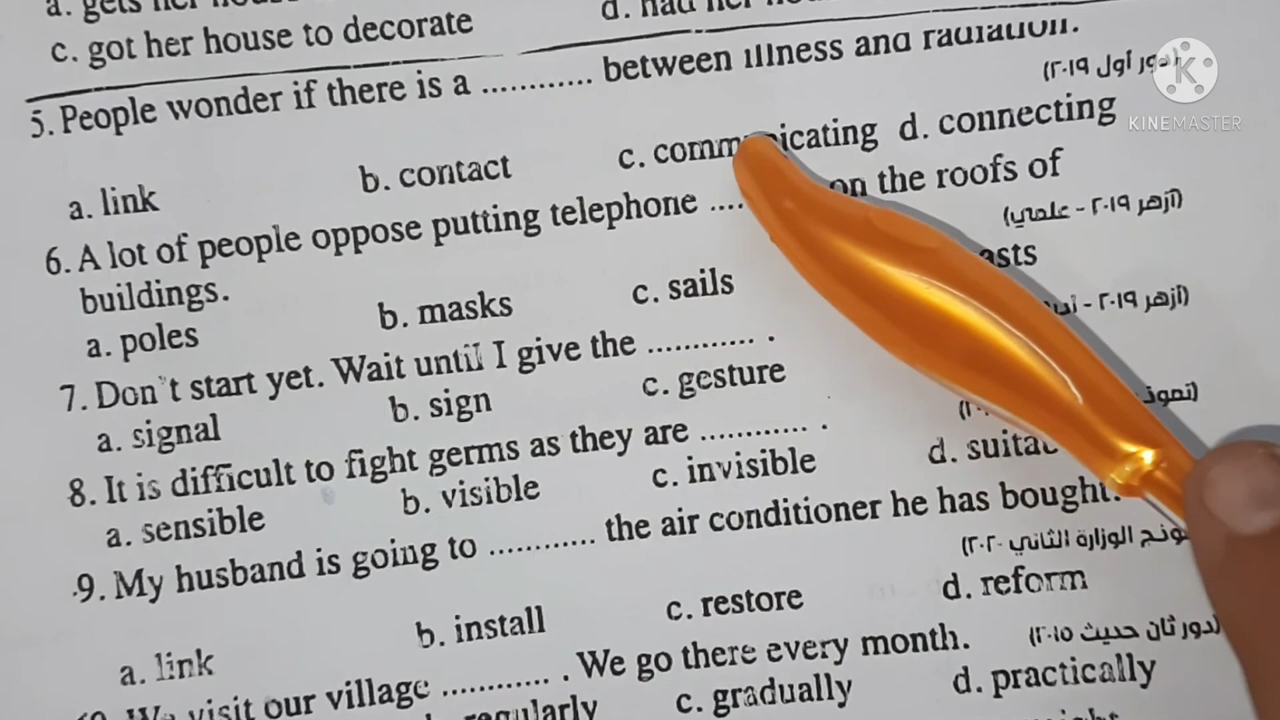 a. gets her
c. got her house to decorate
d. had her
5. People wonder if there is a ............ between illness and radiation.
(دور أول ٢٠١٩)
a. link b. contact c. communicating d. connecting
6. A lot of people oppose putting telephone .... on the roofs of
buildings.
(أزهر ٢٠١٩ - علمي)
a. poles b. masks c. sails
7. Don't start yet. Wait until I give the ............ .
(أزهر ٢٠١٩ -
a. signal b. sign c. gesture
8. It is difficult to fight germs as they are ............ .
a. sensible b. visible c. invisible d.
9. My husband is going to ............ the air conditioner he has bought.
الوزارة الثاني ٢٠٢٠)
a. link b. install c. restore d. reform
visit our village ............ . We go there every month.
(دور ثان حديث ٢٠١٥)
regularly c. gradually d. practically
KINEMASTER